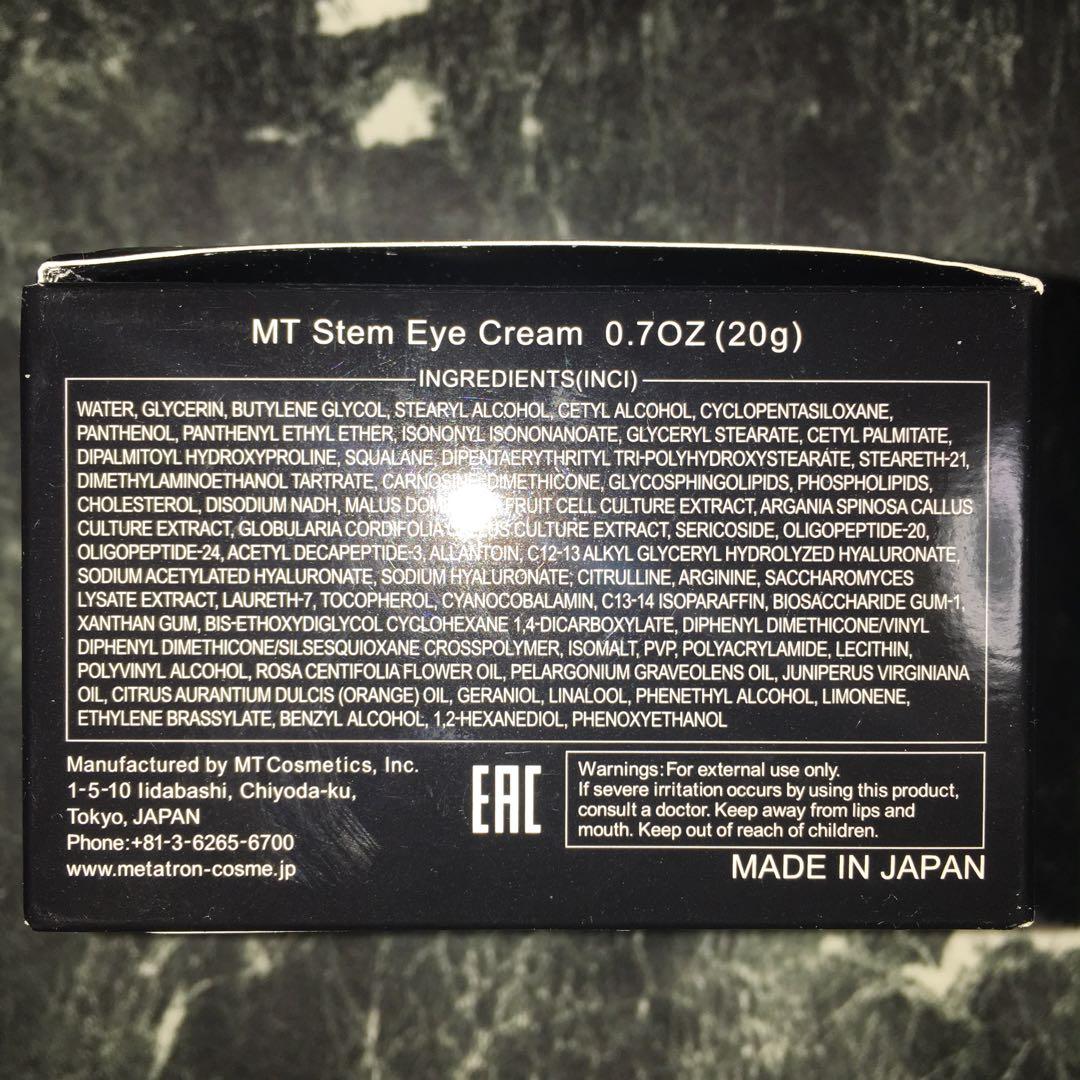 MT Stem Eye Cream 0.7OZ (20g)
INGREDIENTS(INCI)
WATER, GLYCERIN, BUTYLENE GLYCOL, STEARYL ALCOHOL, CETYL ALCOHOL, CYCLOPENTASILOXANE,
PANTHENOL, PANTHENYL ETHYL ETHER, ISONONYL ISONONANOATE, GLYCERYL STEARATE, CETYL PALMITATE,
DIPALMITOYL HYDROXYPROLINE, SQUALANE, DIPENTAERYTHRITYL TRI-POLYHYDROXYSTEARATE, STEARETH-21,
DIMETHYLAMINOETHANOL TARTRATE, CARNOSINE, DIMETHICONE, GLYCOSPHINGOLIPIDS, PHOSPHOLIPIDS,
CHOLESTEROL, DISODIUM NADH, MALUS FRUIT CELL CULTURE EXTRACT, ARGANIA SPINOSA CALLUS
CULTURE EXTRACT, GLOBULARIA CORDIFOLIA CULTURE EXTRACT, SERICOSIDE, OLIGOPEPTIDE-20,
OLIGOPEPTIDE-24, ACETYL DECAPEPTIDE-3, ALLANTOIN, C12-13 ALKYL GLYCERYL HYDROLYZED HYALURONATE,
SODIUM ACETYLATED HYALURONATE, SODIUM HYALURONATE, CITRULLINE, ARGININE, SACCHAROMYCES
LYSATE EXTRACT, LAURETH-7, TOCOPHEROL, CYANOCOBALAMIN, C13-14 ISOPARAFFIN, BIOSACCHARIDE GUM-1,
XANTHAN GUM, BIS-ETHOXYDIGLYCOL CYCLOHEXANE 1,4-DICARBOXYLATE, DIPHENYL DIMETHICONE/VINYL
DIPHENYL DIMETHICONE/SILSESQUIOXANE CROSSPOLYMER, ISOMALT, PVP, POLYACRYLAMIDE, LECITHIN,
POLYVINYL ALCOHOL, ROSA CENTIFOLIA FLOWER OIL, PELARGONIUM GRAVEOLENS OIL, JUNIPERUS VIRGINIANA
OIL, CITRUS AURANTIUM DULCIS (ORANGE) OIL, GERANIOL, LINALOOL, PHENETHYL ALCOHOL, LIMONENE,
ETHYLENE BRASSYLATE, BENZYL ALCOHOL, 1,2-HEXANEDIOL, PHENOXYETHANOL
Manufactured by MT Cosmetics, Inc.
1-5-10 Iidabashi, Chiyoda-ku,
Tokyo, JAPAN
Phone:+81-3-6265-6700
www.metatron-cosme.jp
EAC
Warnings: For external use only.
If severe irritation occurs by using this product,
consult a doctor. Keep away from lips and
mouth. Keep out of reach of children.
MADE IN JAPAN